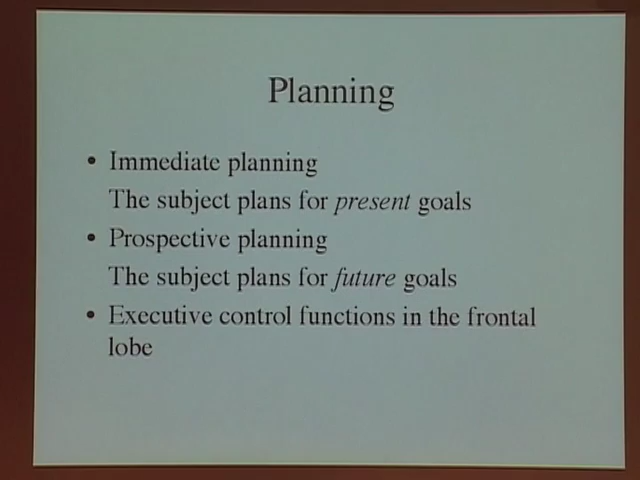 Planning
• Immediate planning
The subject plans for present goals
• Prospective planning
The subject plans for future goals
• Executive control functions in the frontal
lobe